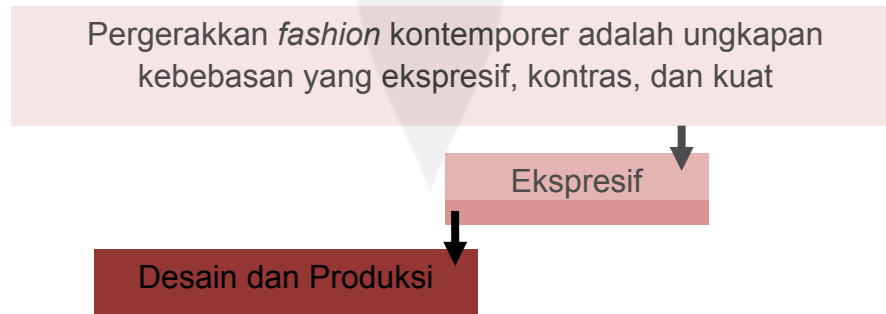 Pergerakkan fashion kontemporer adalah ungkapan
kebebasan yang ekspresif, kontras, dan kuat
Ekspresif
Desain dan Produksi